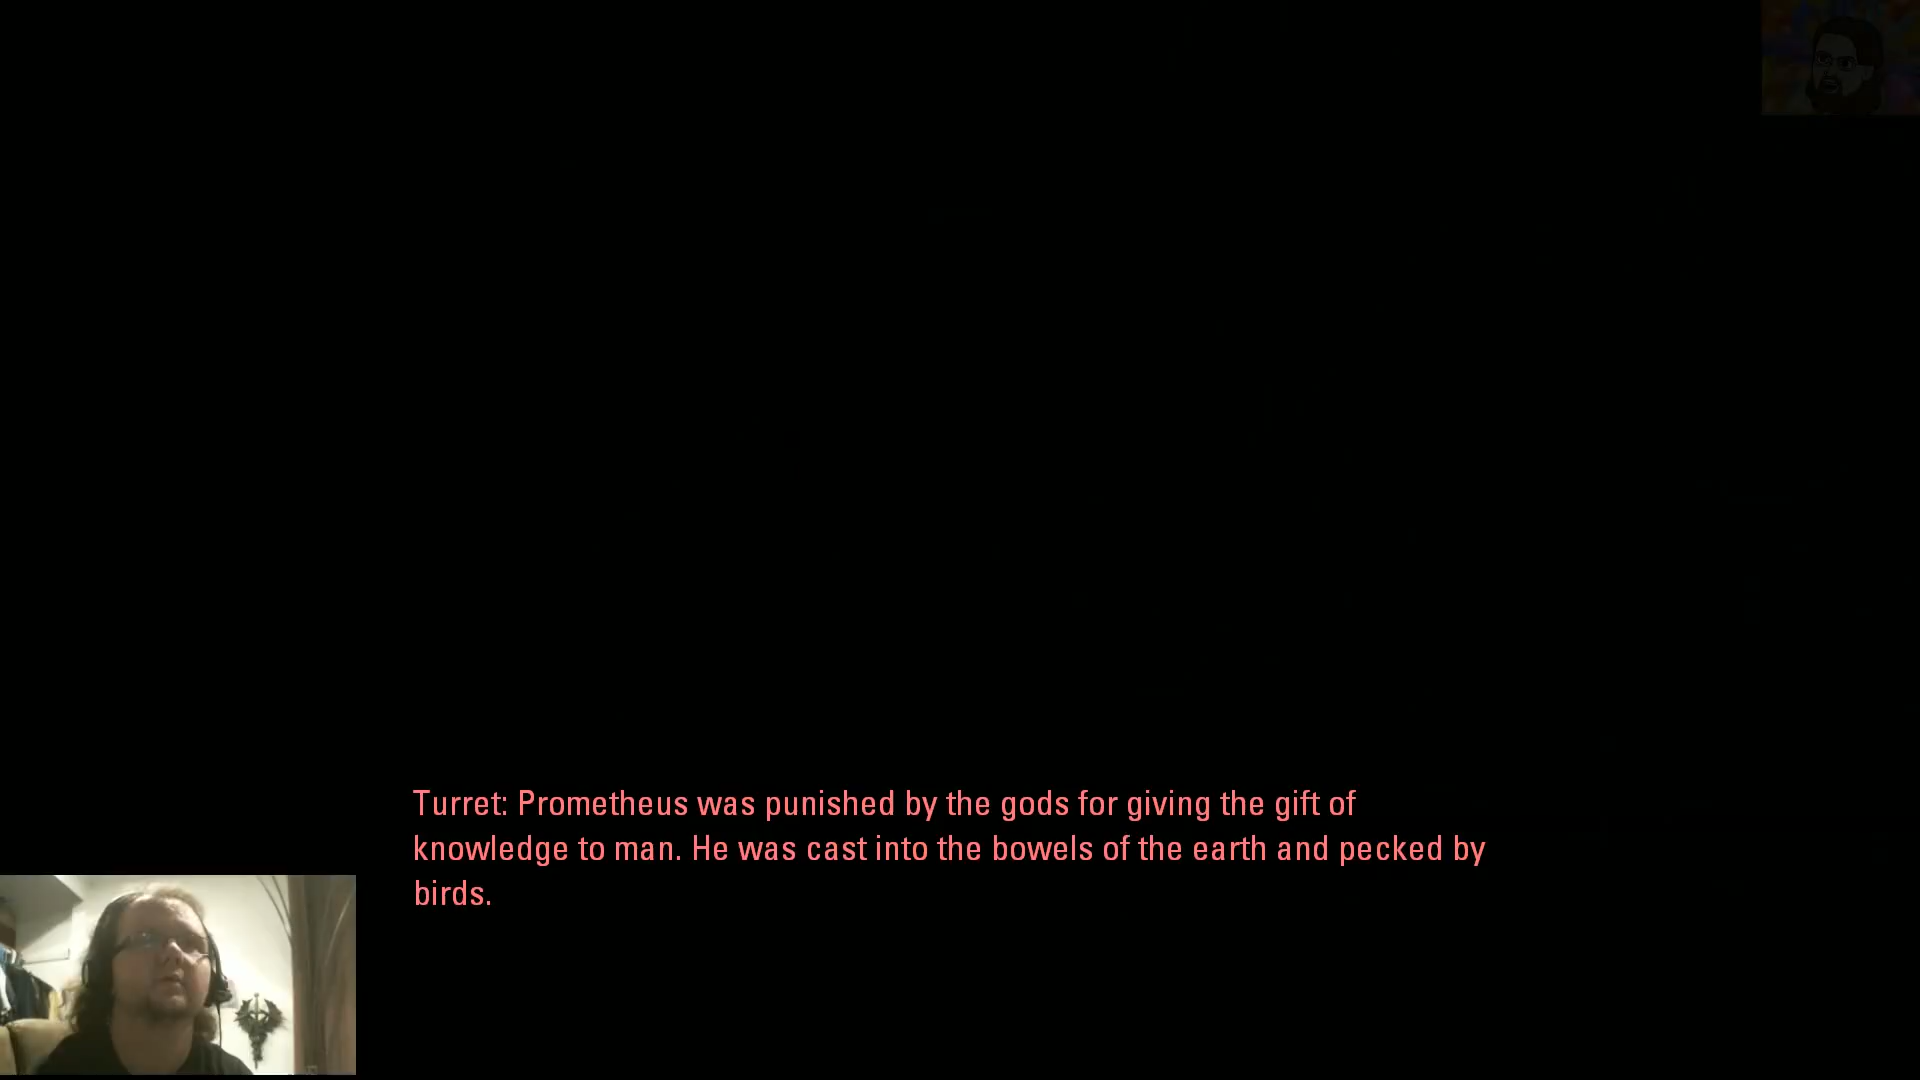 Turret: Prometheus was punished by the gods for giving the gift of
knowledge to man. He was cast into the bowels of the earth and pecked by
birds.